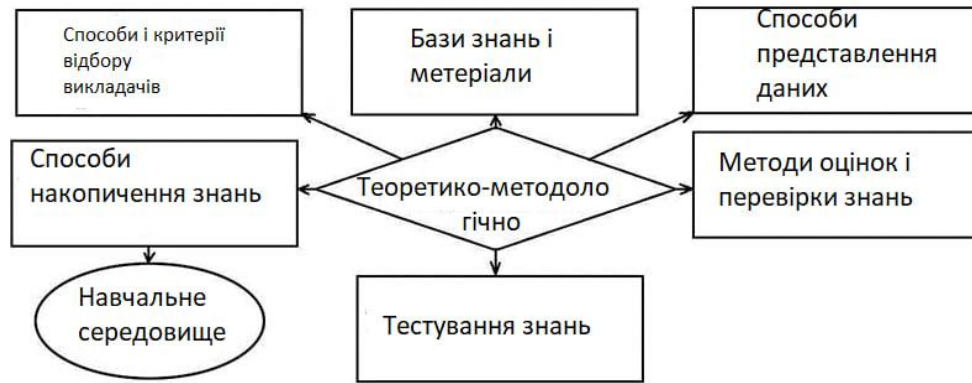 Способи і критерії
відбору
викладачів
Бази знань і
метеріали
Способи
представлення
даних
Способи
накопичення знань
Теоретико-методоло
гічно
Методи оцінок і
перевірки знань
Навчальне
середовище
Тестування знань